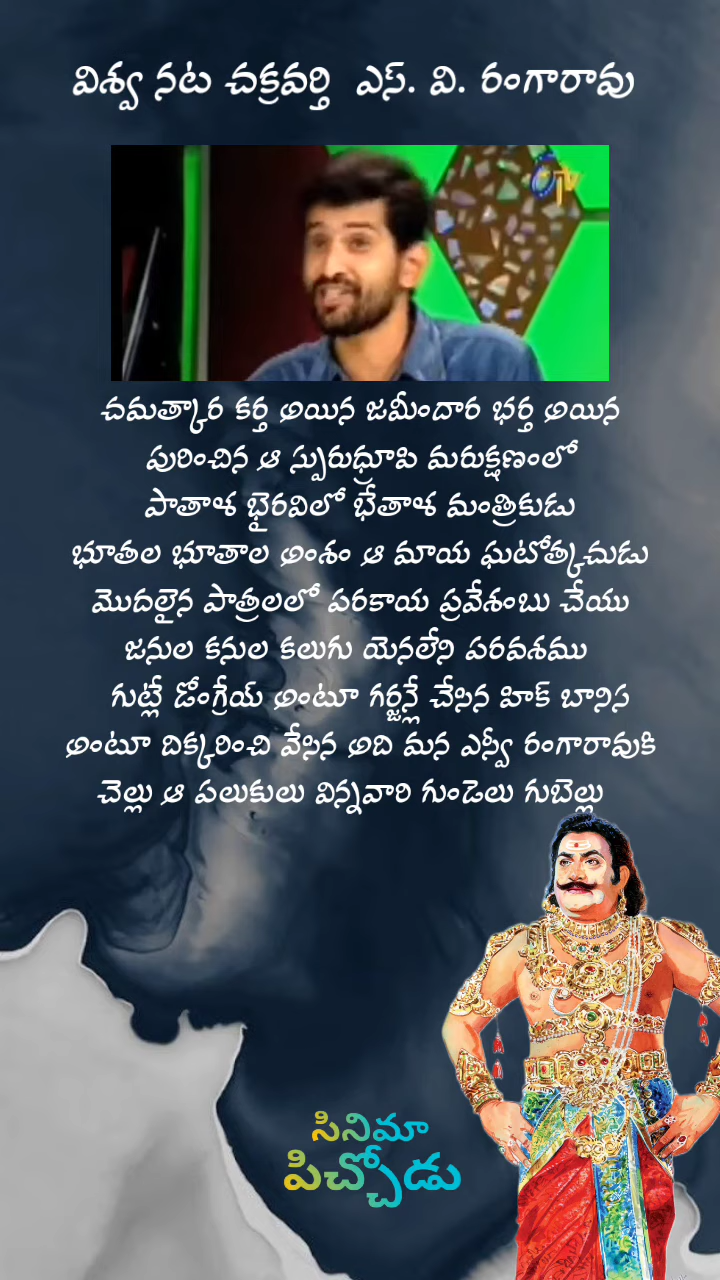 విశ్వ నట చక్రవర్తి ఎస్. వి. రంగారావు
eTV
చమత్కార కర్త అయిన జమీందార భర్త అయిన
పురించిన ఆ స్పురుధ్రూపి మరుక్షణంలో
పాతాళ భైరవిలో భేతాళ మంత్రికుడు
భూతల భూతాల అంశం ఆ మాయ ఘటోత్కచుడు
మొదలైన పాత్రలలో పరకాయ ప్రవేశంబు చేయు
జనుల కనుల కలుగు యెనలేని పరవశము
గుట్లే డోంగ్రేయ్ అంటూ గర్జన్లే చేసిన హిక్ బానిస
అంటూ దిక్కరించి వేసిన అది మన ఎస్వీ రంగారావుకి
చెల్లు ఆ పలుకులు విన్నవారి గుండెలు గుబెల్లు
సినిమా
పిచ్చోడు